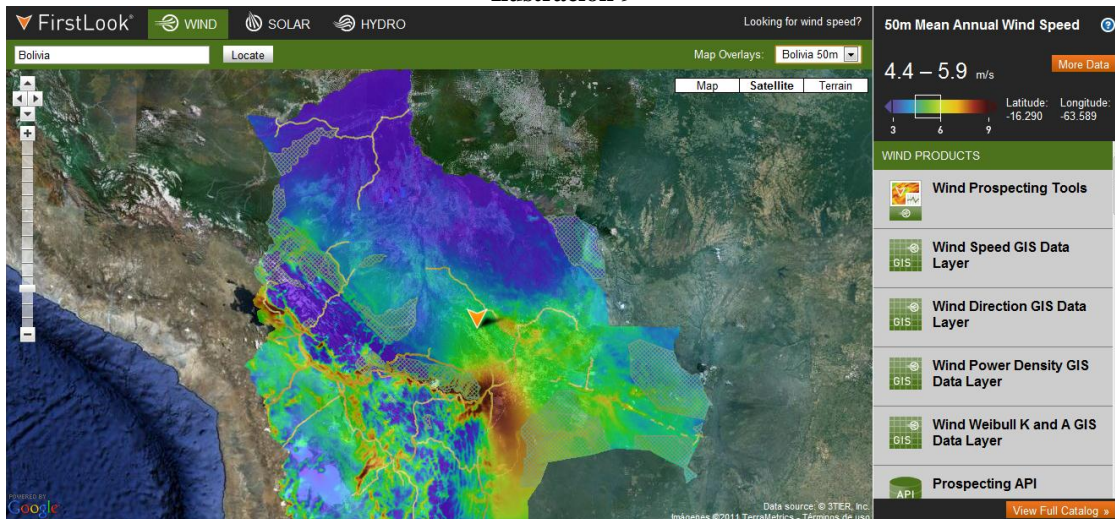 FirstLook®
WIND
SOLAR
HYDRO
Looking for wind speed?
Bolivia
Locate
Map Overlays:
Bolivia 50m
Map
Satellite
Terrain
50m Mean Annual Wind Speed
?
4.4 – 5.9 m/s
More Data
3 6 9
Latitude: Longitude:
-16.290 -63.589
WIND PRODUCTS
Wind Prospecting Tools
GIS
Wind Speed GIS Data
Layer
GIS
Wind Direction GIS Data
Layer
GIS
Wind Power Density GIS
Data Layer
GIS
Wind Weibull K and A GIS
Data Layer
API
Prospecting API
View Full Catalog »
POWERED BY
Google
Data source: © 3TIER, Inc.
Imágenes ©2011 TerraMetrics - Términos de uso